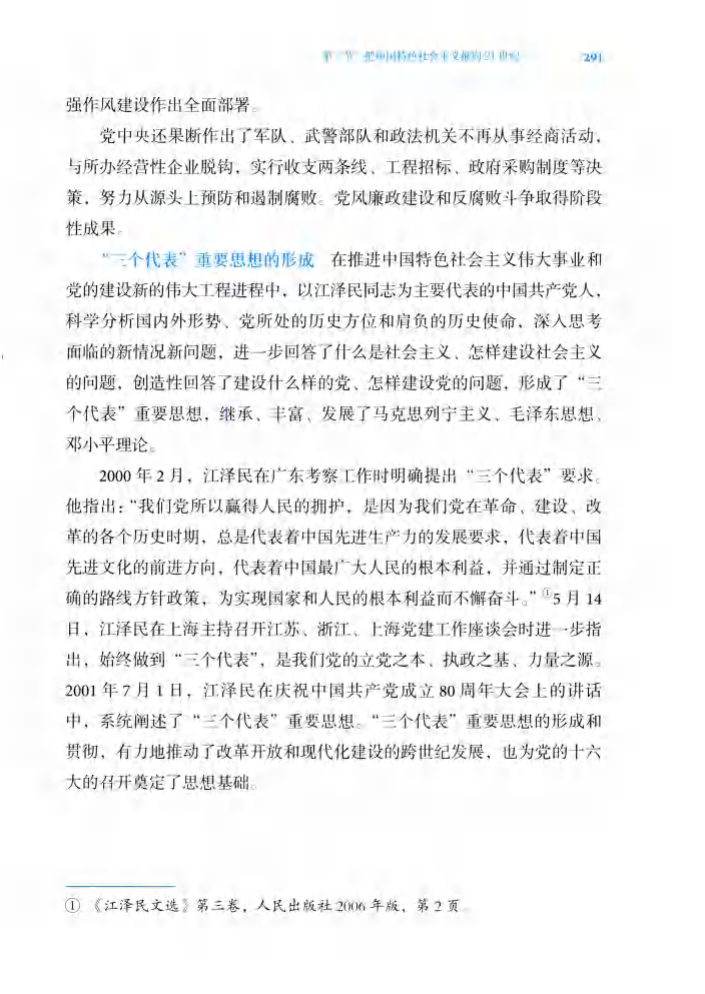 第 节 把中国特色社会主义推向21世纪 291
强作风建设作出全面部署。
党中央还果断作出了军队、武警部队和政法机关不再从事经商活动，
与所办经营性企业脱钩，实行收支两条线、工程招标、政府采购制度等决
策，努力从源头上预防和遏制腐败。党风廉政建设和反腐败斗争取得阶段
性成果。
“三个代表”重要思想的形成 在推进中国特色社会主义伟大事业和
党的建设新的伟大工程进程中，以江泽民同志为主要代表的中国共产党人，
科学分析国内外形势、党所处的历史方位和肩负的历史使命，深入思考
面临的新情况新问题，进一步回答了什么是社会主义、怎样建设社会主义
的问题，创造性回答了建设什么样的党、怎样建设党的问题，形成了“三
个代表”重要思想，继承、丰富、发展了马克思列宁主义、毛泽东思想、
邓小平理论。
2000 年 2 月，江泽民在广东考察工作时明确提出“三个代表”要求。
他指出：“我们党所以赢得人民的拥护，是因为我们党在革命、建设、改
革的各个历史时期，总是代表着中国先进生产力的发展要求，代表着中国
先进文化的前进方向，代表着中国最广大人民的根本利益，并通过制定正
确的路线方针政策，为实现国家和人民的根本利益而不懈奋斗。”①5 月 14
日，江泽民在上海主持召开江苏、浙江、上海党建工作座谈会时进一步指
出，始终做到“三个代表”，是我们党的立党之本、执政之基、力量之源。
2001 年 7 月 1 日，江泽民在庆祝中国共产党成立 80 周年大会上的讲话
中，系统阐述了“三个代表”重要思想。“三个代表”重要思想的形成和
贯彻，有力地推动了改革开放和现代化建设的跨世纪发展，也为党的十六
大的召开奠定了思想基础。
① 《江泽民文选》第三卷，人民出版社 2006 年版，第 2 页。